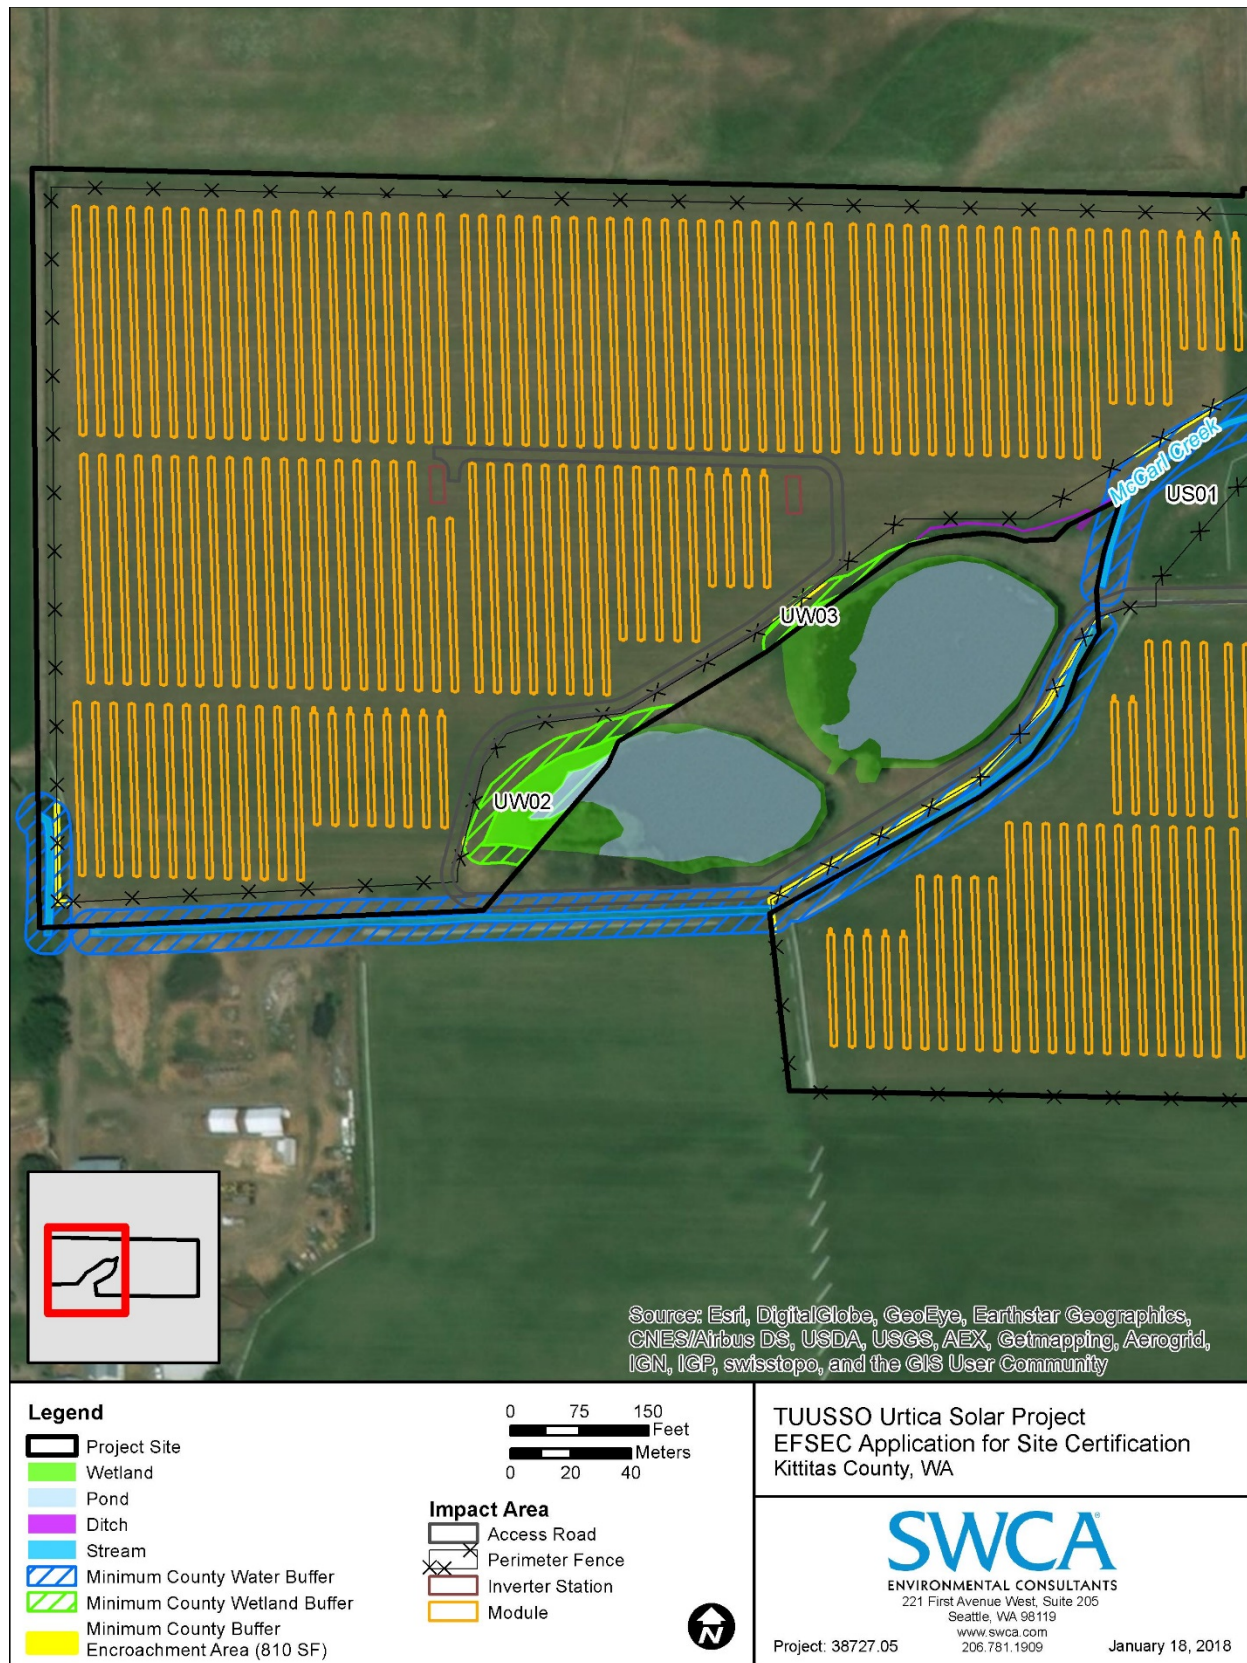 McCarl Creek
US01
UW03
UW02
Source: Esri, DigitalGlobe, GeoEye, Earthstar Geographics,
CNES/Airbus DS, USDA, USGS, AEX, Getmapping, Aerogrid,
IGN, IGP, swisstopo, and the GIS User Community
Legend
Project Site
Wetland
Pond
Ditch
Stream
Minimum County Water Buffer
Minimum County Wetland Buffer
Minimum County Buffer
Encroachment Area (810 SF)
0 75 150
Feet
Meters
0 20 40
Impact Area
Access Road
Perimeter Fence
Inverter Station
Module
N
TUUSSO Urtica Solar Project
EFSEC Application for Site Certification
Kittitas County, WA
SWCA®
ENVIRONMENTAL CONSULTANTS
221 First Avenue West, Suite 205
Seattle, WA 98119
www.swca.com
206.781.1909
Project: 38727.05
January 18, 2018